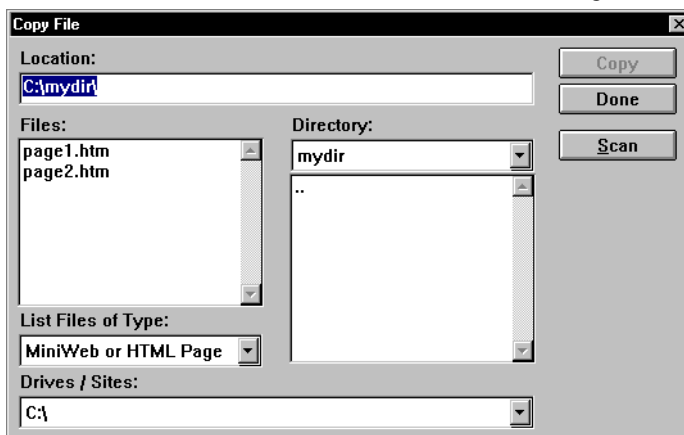 Copy File
Location:
C:\mydir\
Copy
Done
Scan
Files:
page1.htm
page2.htm
Directory:
mydir
..
List Files of Type:
MiniWeb or HTML Page
Drives / Sites:
C:\